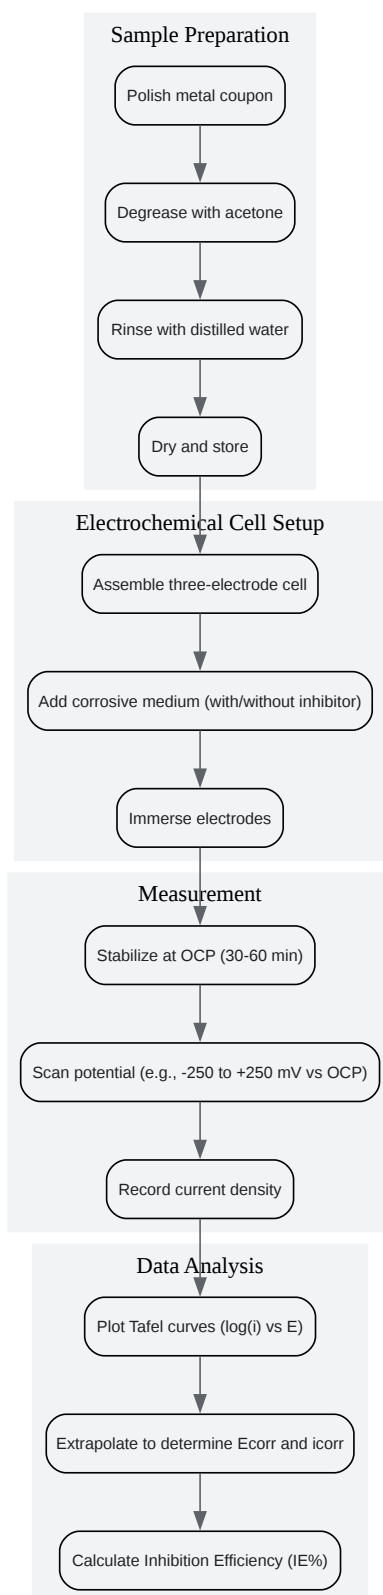 Sample Preparation
Polish metal coupon
Degrease with acetone
Rinse with distilled water
Dry and store
Electrochemical Cell Setup
Assemble three-electrode cell
Add corrosive medium (with/without inhibitor)
Immerse electrodes
Measurement
Stabilize at OCP (30-60 min)
Scan potential (e.g., -250 to +250 mV vs OCP)
Record current density
Data Analysis
Plot Tafel curves (log(i) vs E)
Extrapolate to determine Ecorr and icorr
Calculate Inhibition Efficiency (IE%)